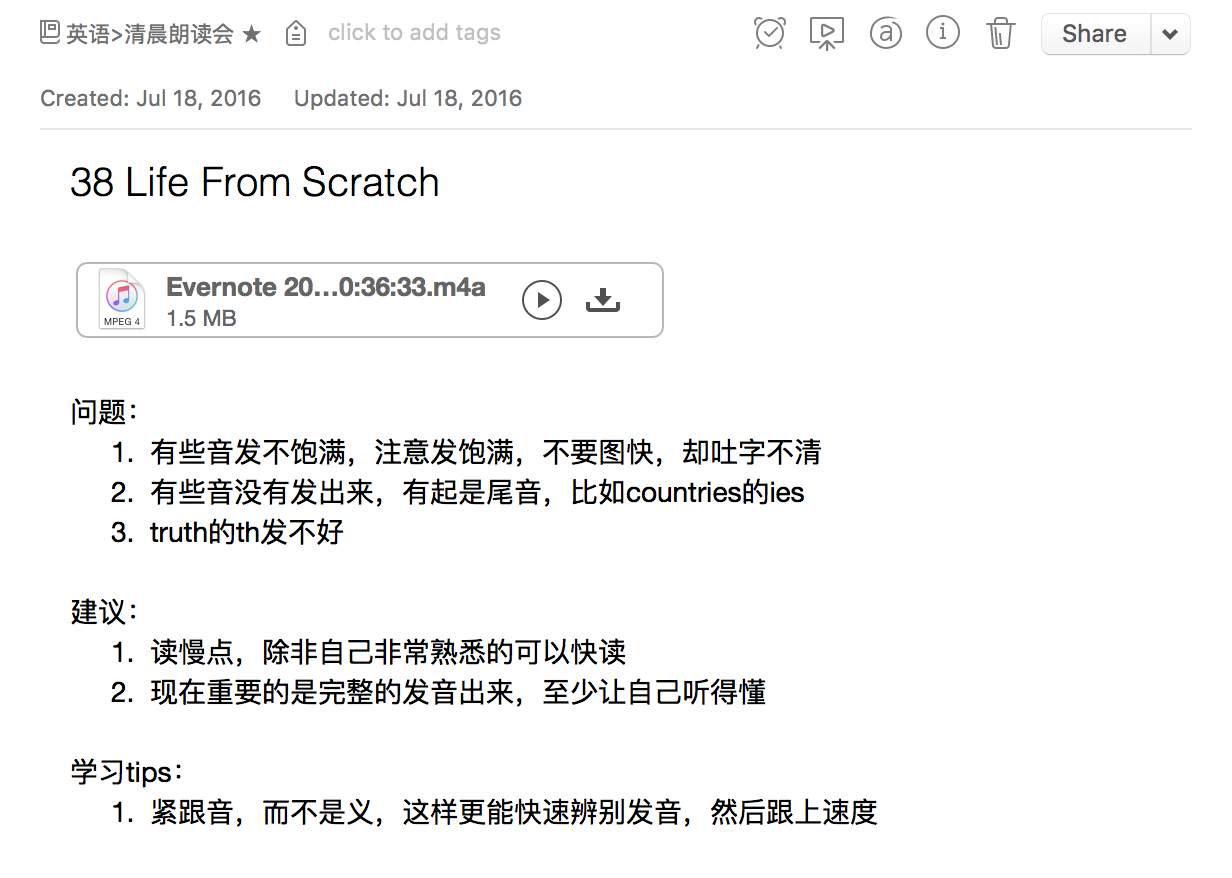 英语>清晨朗读会 ★ click to add tags Share
Created: Jul 18, 2016 Updated: Jul 18, 2016
38 Life From Scratch
Evernote 20...0:36:33.m4a
MPEG 4
1.5 MB
问题：
1. 有些音发不饱满，注意发饱满，不要图快，却吐字不清
2. 有些音没有发出来，有起是尾音，比如countries的ies
3. truth的th发不好
建议：
1. 读慢点，除非自己非常熟悉的可以快读
2. 现在重要的是完整的发音出来，至少让自己听得懂
学习tips：
1. 紧跟音，而不是义，这样更能快速辨别发音，然后跟上速度